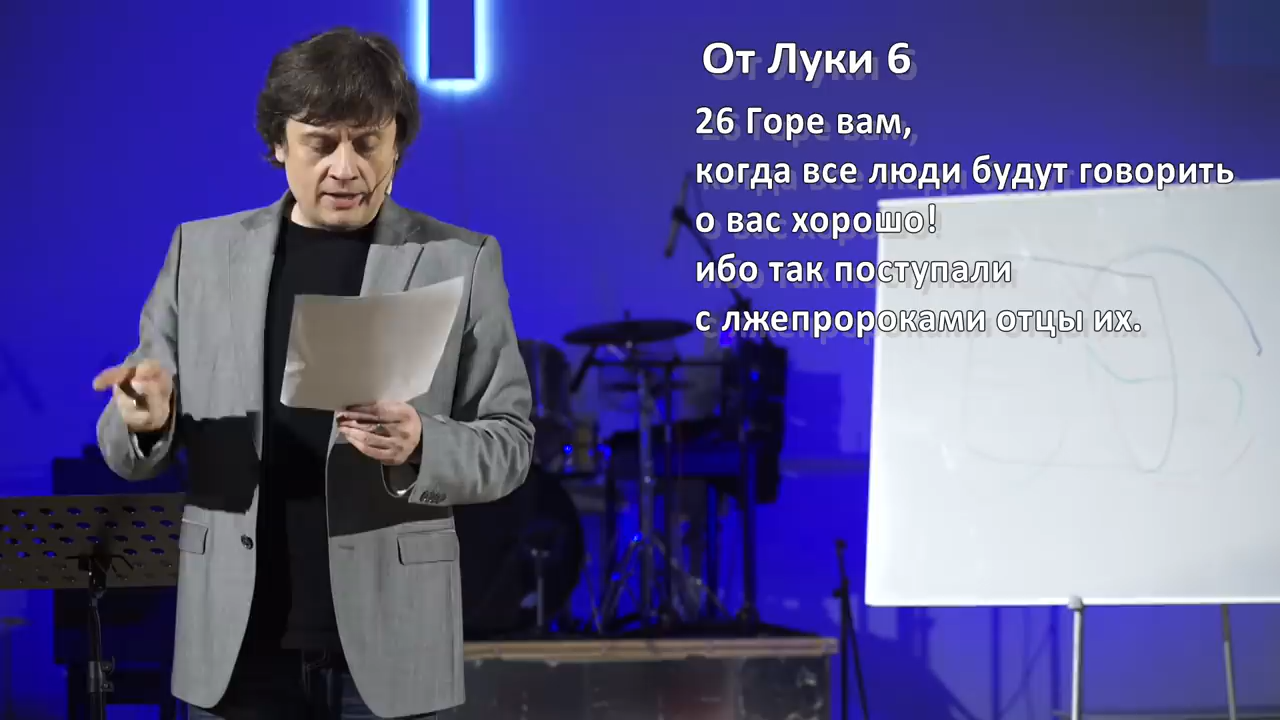 От Луки 6
26 Горе вам,
когда все люди будут говорить
о вас хорошо!
ибо так поступали
с лжепророками отцы их.